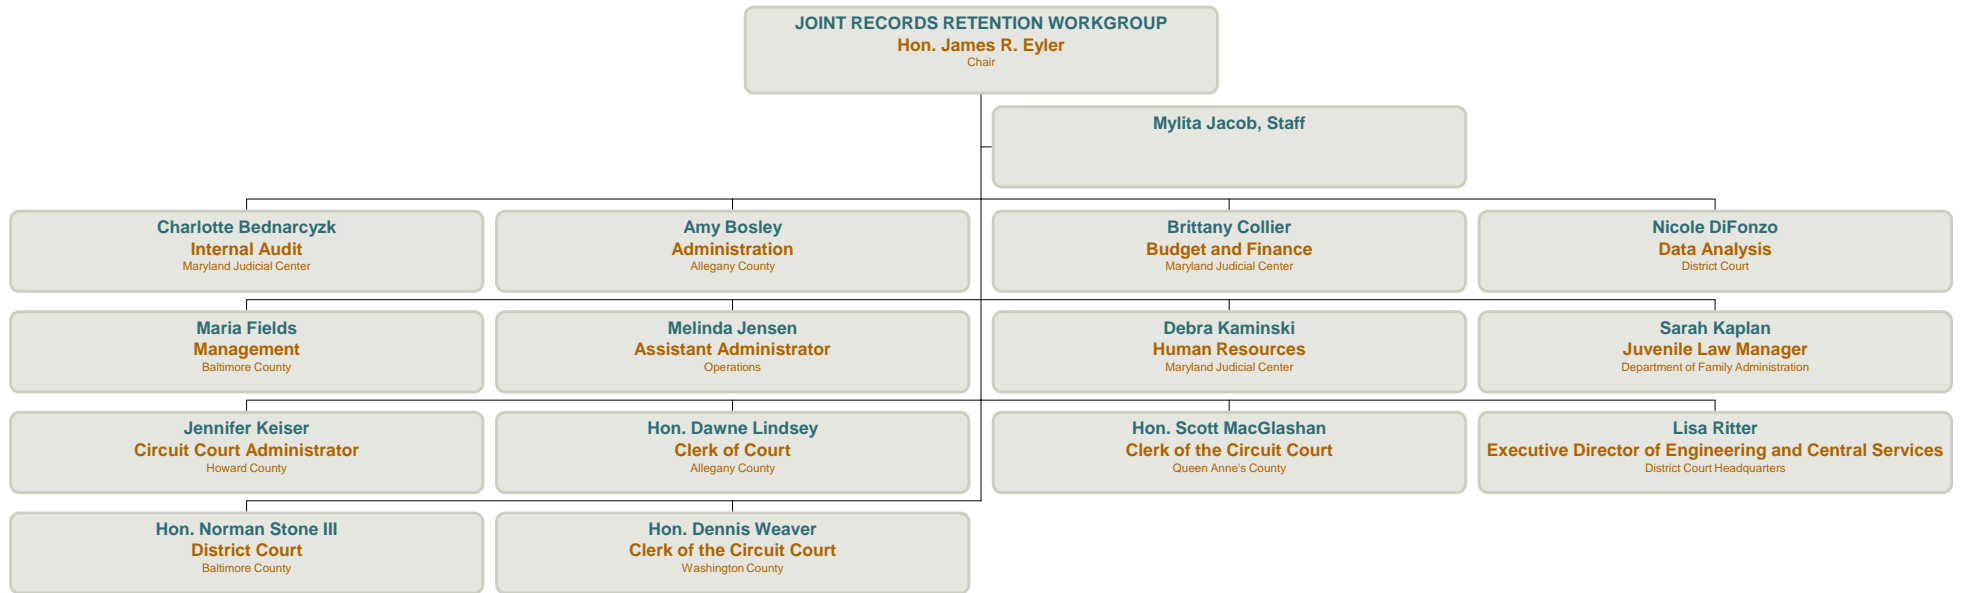 JOINT RECORDS RETENTION WORKGROUP
Hon. James R. Eyler
Chair
Mylita Jacob, Staff
Charlotte Bednarcyzk
Internal Audit
Maryland Judicial Center
Amy Bosley
Administration
Allegany County
Brittany Collier
Budget and Finance
Maryland Judicial Center
Nicole DiFonzo
Data Analysis
District Court
Maria Fields
Management
Baltimore County
Melinda Jensen
Assistant Administrator
Operations
Debra Kaminski
Human Resources
Maryland Judicial Center
Sarah Kaplan
Juvenile Law Manager
Department of Family Administration
Jennifer Keiser
Circuit Court Administrator
Howard County
Hon. Dawne Lindsey
Clerk of Court
Allegany County
Hon. Scott MacGlashan
Clerk of the Circuit Court
Queen Anne's County
Lisa Ritter
Executive Director of Engineering and Central Services
District Court Headquarters
Hon. Norman Stone III
District Court
Baltimore County
Hon. Dennis Weaver
Clerk of the Circuit Court
Washington County